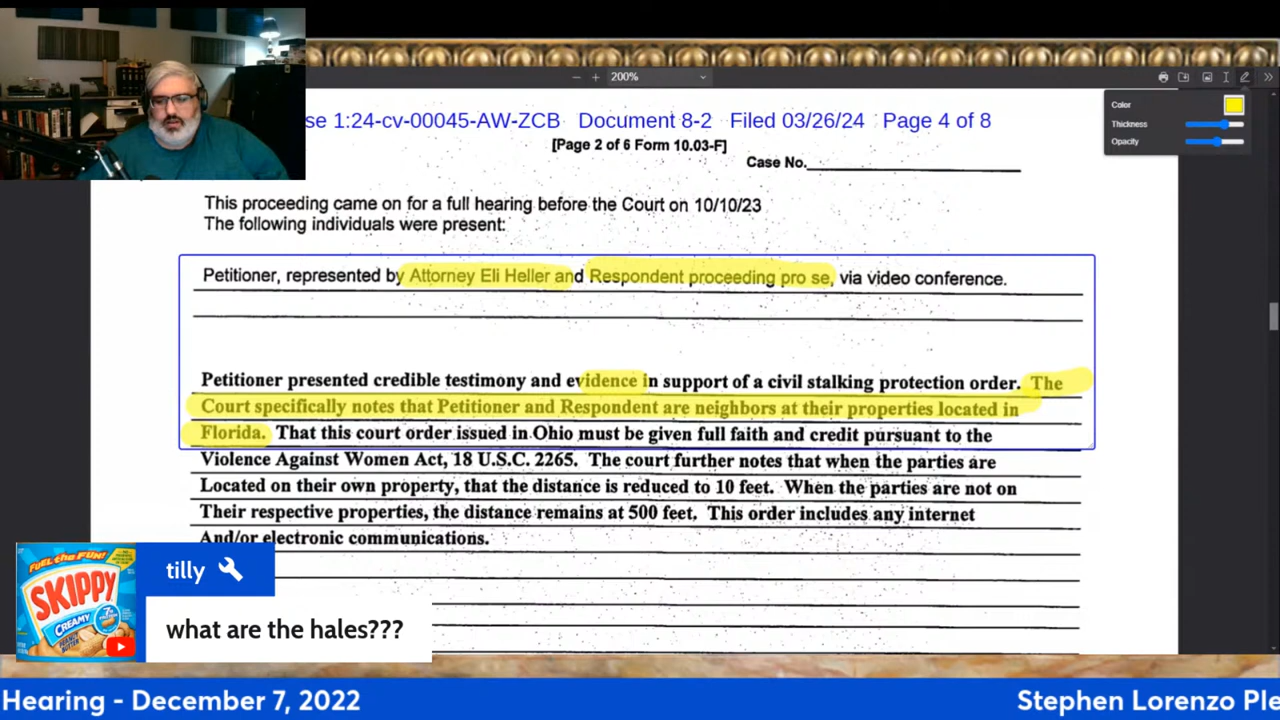 200%
Color
Thickness
Opacity
se 1:24-cv-00045-AW-ZCB Document 8-2 Filed 03/26/24 Page 4 of 8
[Page 2 of 6 Form 10.03-F]
Case No.
This proceeding came on for a full hearing before the Court on 10/10/23
The following individuals were present:
Petitioner, represented by Attorney Eli Heller and Respondent proceeding pro se, via video conference.
Petitioner presented credible testimony and evidence in support of a civil stalking protection order. The
Court specifically notes that Petitioner and Respondent are neighbors at their properties located in
Florida. That this court order issued in Ohio must be given full faith and credit pursuant to the
Violence Against Women Act, 18 U.S.C. 2265. The court further notes that when the parties are
Located on their own property, that the distance is reduced to 10 feet. When the parties are not on
Their respective properties, the distance remains at 500 feet. This order includes any internet
And/or electronic communications.
FUEL the FUN!
SKIPPY
CREAMY
PEANUT BUTTER
7g
tilly
what are the hales???
Hearing - December 7, 2022
Stephen Lorenzo Ple